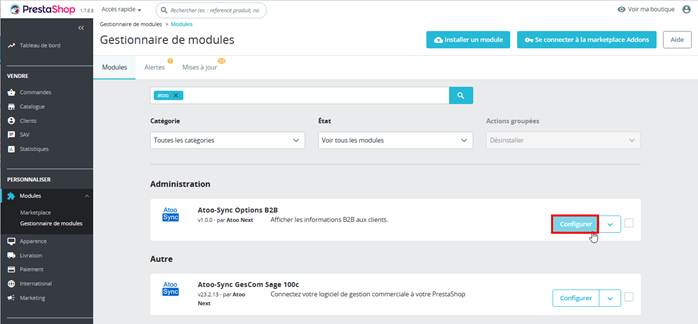 PrestaShop 1.7.8.8 Accès rapide Rechercher (ex. : référence produit, no Voir ma boutique
Gestionnaire de modules > Modules
Gestionnaire de modules
Installer un module
Se connecter à la marketplace Addons
Aide
Modules Alertes Mises à jour
Tableau de bord
VENDRE
Commandes
Catalogue
Clients
SAV
Statistiques
PERSONNALISER
Modules
Marketplace
Gestionnaire de modules
Apparence
Livraison
Paiement
International
Marketing
atoo ×
Catégorie État Actions groupées
Toutes les catégories Voir tous les modules Désinstaller
Administration
Atoo Sync
Atoo-Sync Options B2B
v1.0.0 - par Atoo Next Afficher les informations B2B aux clients.
Configurer
Autre
Atoo Sync
Atoo-Sync GesCom Sage 100c
v23.2.13 - par Atoo Next Connectez votre logiciel de gestion commerciale à votre PrestaShop
Configurer